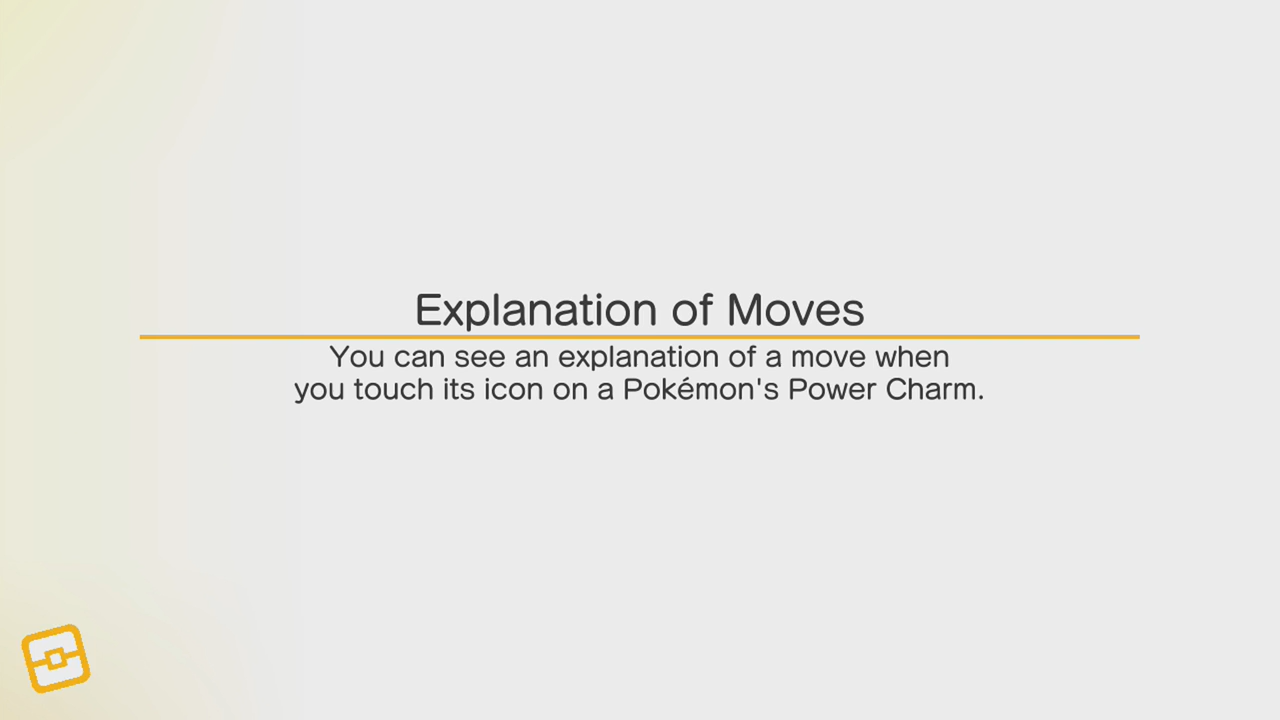 Explanation of Moves
You can see an explanation of a move when
you touch its icon on a Pokémon's Power Charm.